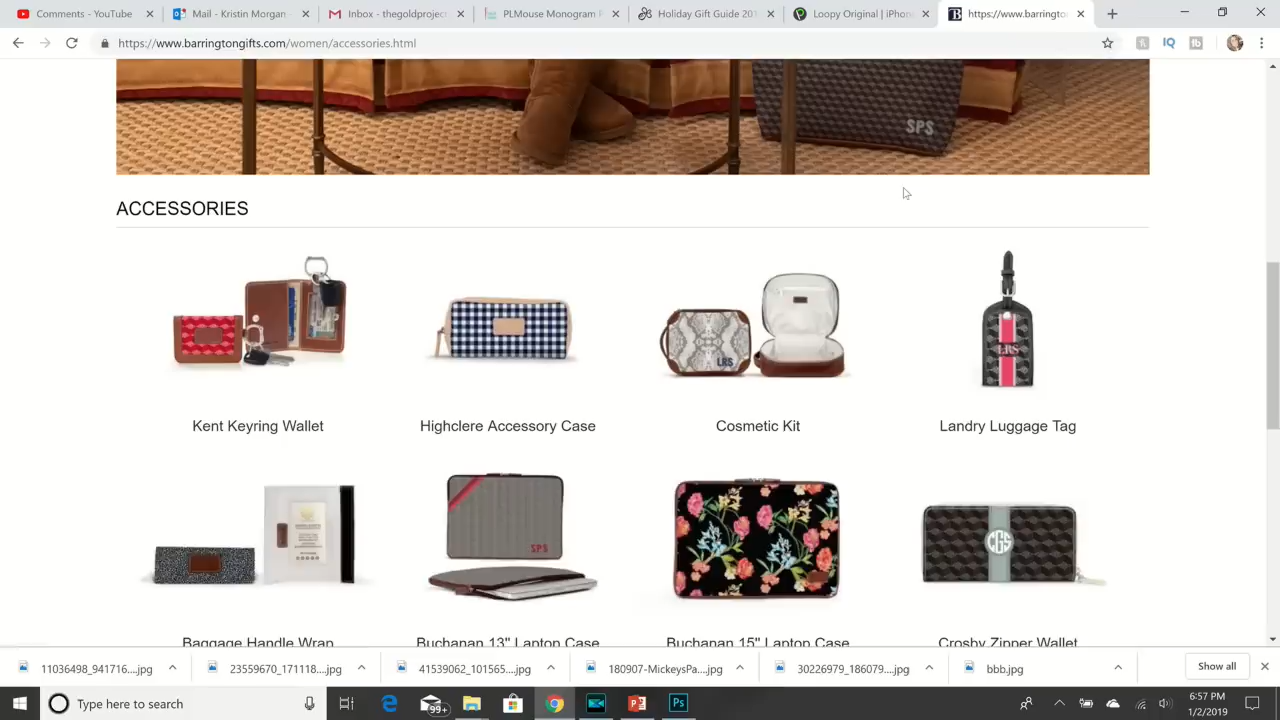 Comments - YouTube
Mail - Kristin Morgan
Inbox - thegoldproject
PLMouse Monogram F
Holiday Gift Guide 201
Loopy Original | iPhon
https://www.barringto
https://www.barringtongifts.com/women/accessories.html
SPS
ACCESSORIES
LRS
LRS
Kent Keyring Wallet
Highclere Accessory Case
Cosmetic Kit
Landry Luggage Tag
SPS
CGS
Baggage Handle Wrap
Buchanan 13" Laptop Case
Buchanan 15" Laptop Case
Crosby Zipper Wallet
11036498_941716....jpg
23559670_171118....jpg
41539062_101565....jpg
180907-MickeysPa....jpg
30226979_186079....jpg
bbb.jpg
Show all
Type here to search
99+
6:57 PM
1/2/2019